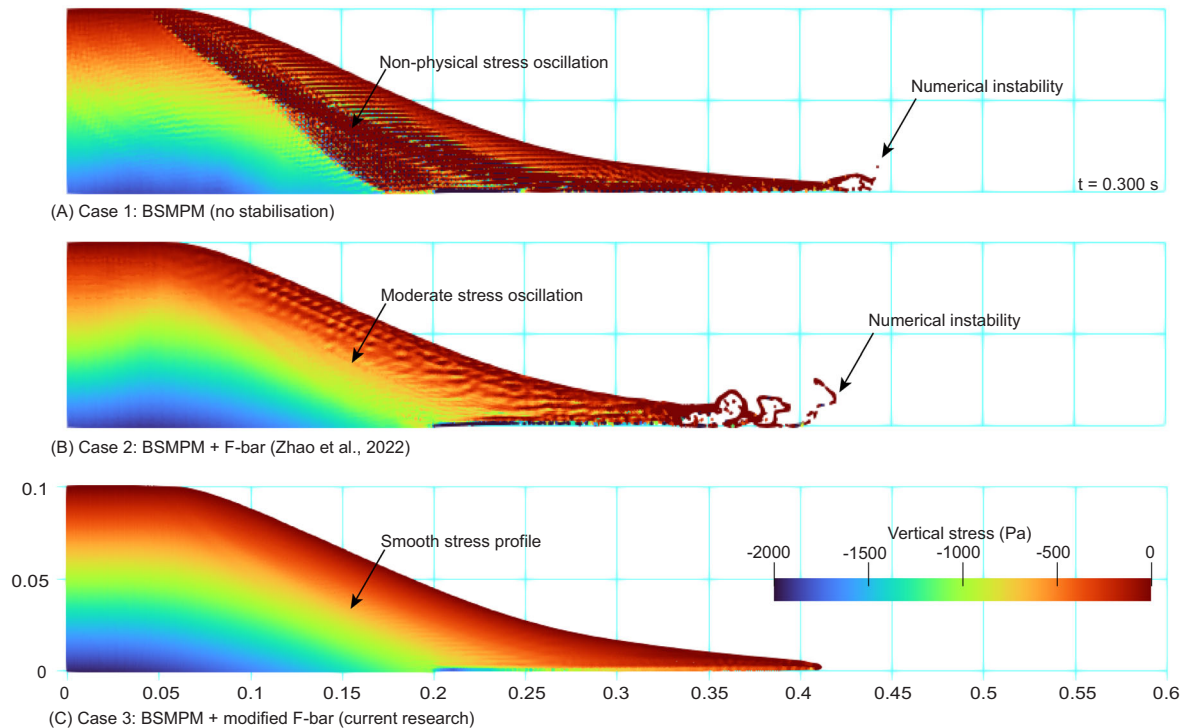 Non-physical stress oscillation
Numerical instability
t = 0.300 s
(A) Case 1: BSMPM (no stabilisation)
Moderate stress oscillation
Numerical instability
(B) Case 2: BSMPM + F-bar (Zhao et al., 2022)
0.1
Smooth stress profile
Vertical stress (Pa)
-2000 -1500 -1000 -500 0
0.05
0
0 0.05 0.1 0.15 0.2 0.25 0.3 0.35 0.4 0.45 0.5 0.55 0.6
(C) Case 3: BSMPM + modified F-bar (current research)